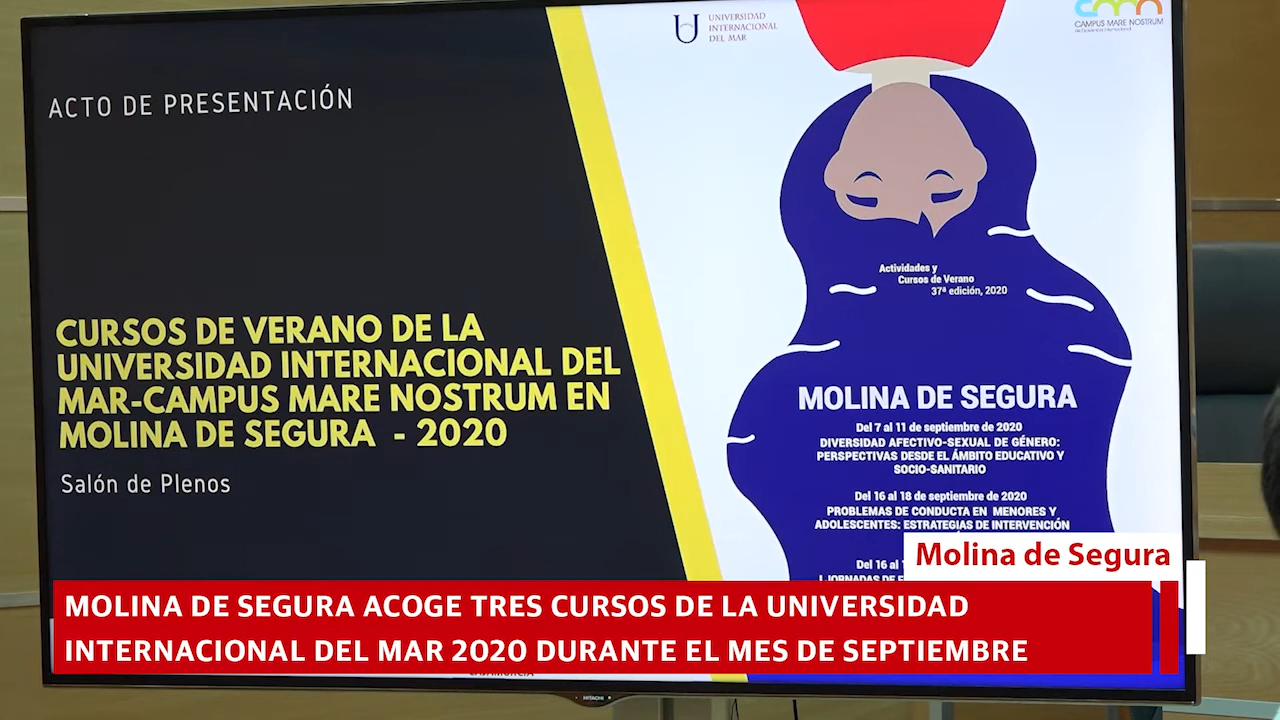 ACTO DE PRESENTACIÓN
CURSOS DE VERANO DE LA
UNIVERSIDAD INTERNACIONAL DEL
MAR-CAMPUS MARE NOSTRUM EN
MOLINA DE SEGURA - 2020
Salón de Plenos
UNIVERSIDAD
INTERNACIONAL
DEL MAR
CAMPUS MARE NOSTRUM
Actividades y
Cursos de Verano
37ª edición, 2020
MOLINA DE SEGURA
Del 7 al 11 de septiembre de 2020
DIVERSIDAD AFECTIVO-SEXUAL DE GÉNERO:
PERSPECTIVAS DESDE EL ÁMBITO EDUCATIVO Y
SOCIO-SANITARIO
Del 16 al 18 de septiembre de 2020
PROBLEMAS DE CONDUCTA EN MENORES Y
ADOLESCENTES: ESTRATEGIAS DE INTERVENCIÓN
Del 16 al
I JORNADAS DE
Molina de Segura
MOLINA DE SEGURA ACOGE TRES CURSOS DE LA UNIVERSIDAD
INTERNACIONAL DEL MAR 2020 DURANTE EL MES DE SEPTIEMBRE
HITACHI